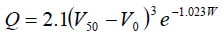 Q = 2.1(V₅₀ − V₀)³ e^(−1.023W)